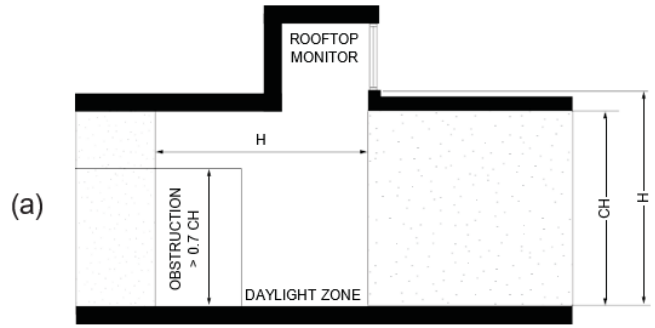 ROOFTOP
MONITOR
H
(a)
OBSTRUCTION
> 0.7 CH
CH
H
DAYLIGHT ZONE